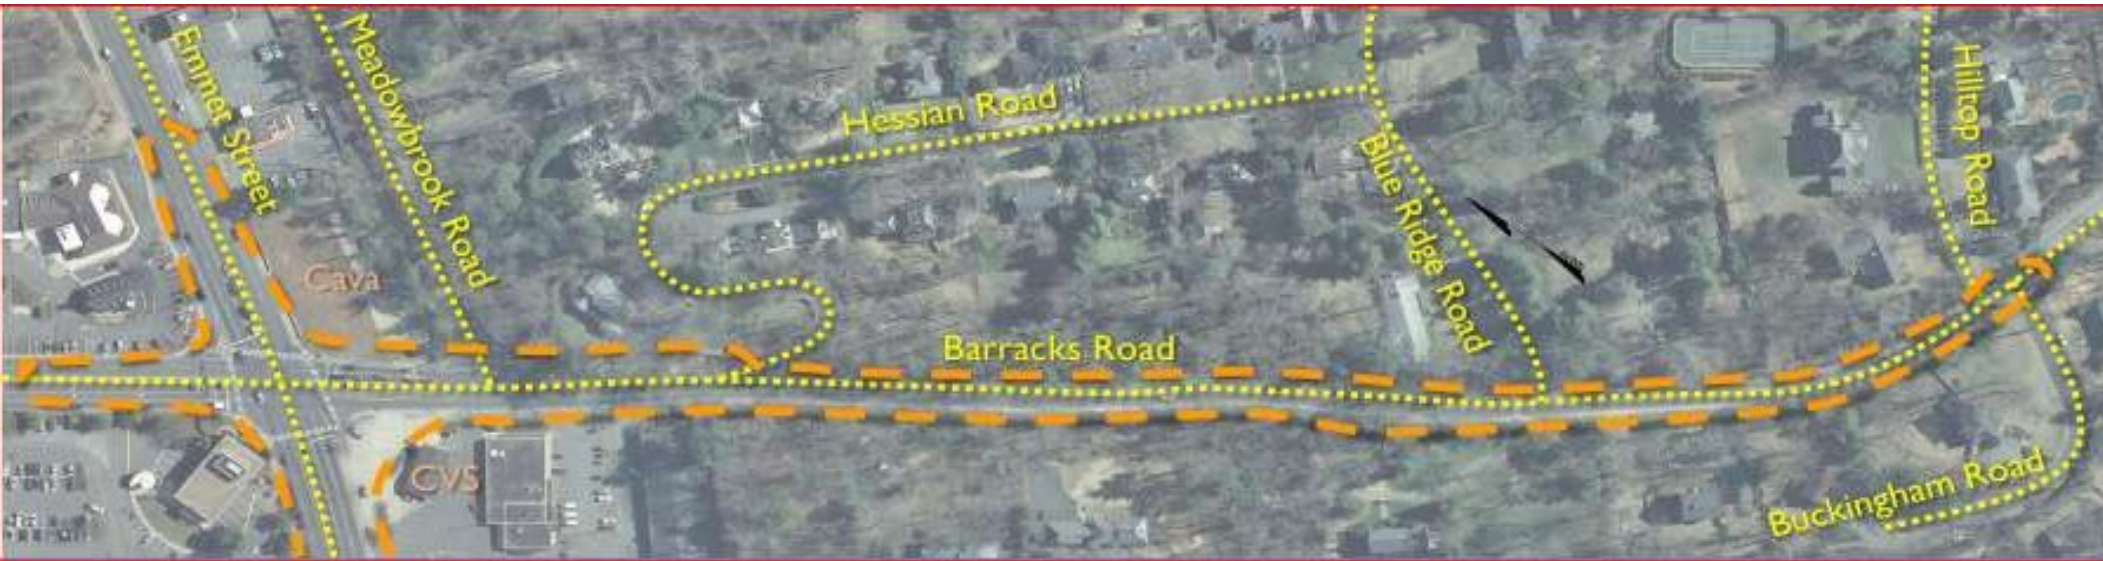 Emmet Street
Meadowbrook Road
Hessian Road
Blue Ridge Road
Hilltop Road
Cava
Barracks Road
CVS
Buckingham Road